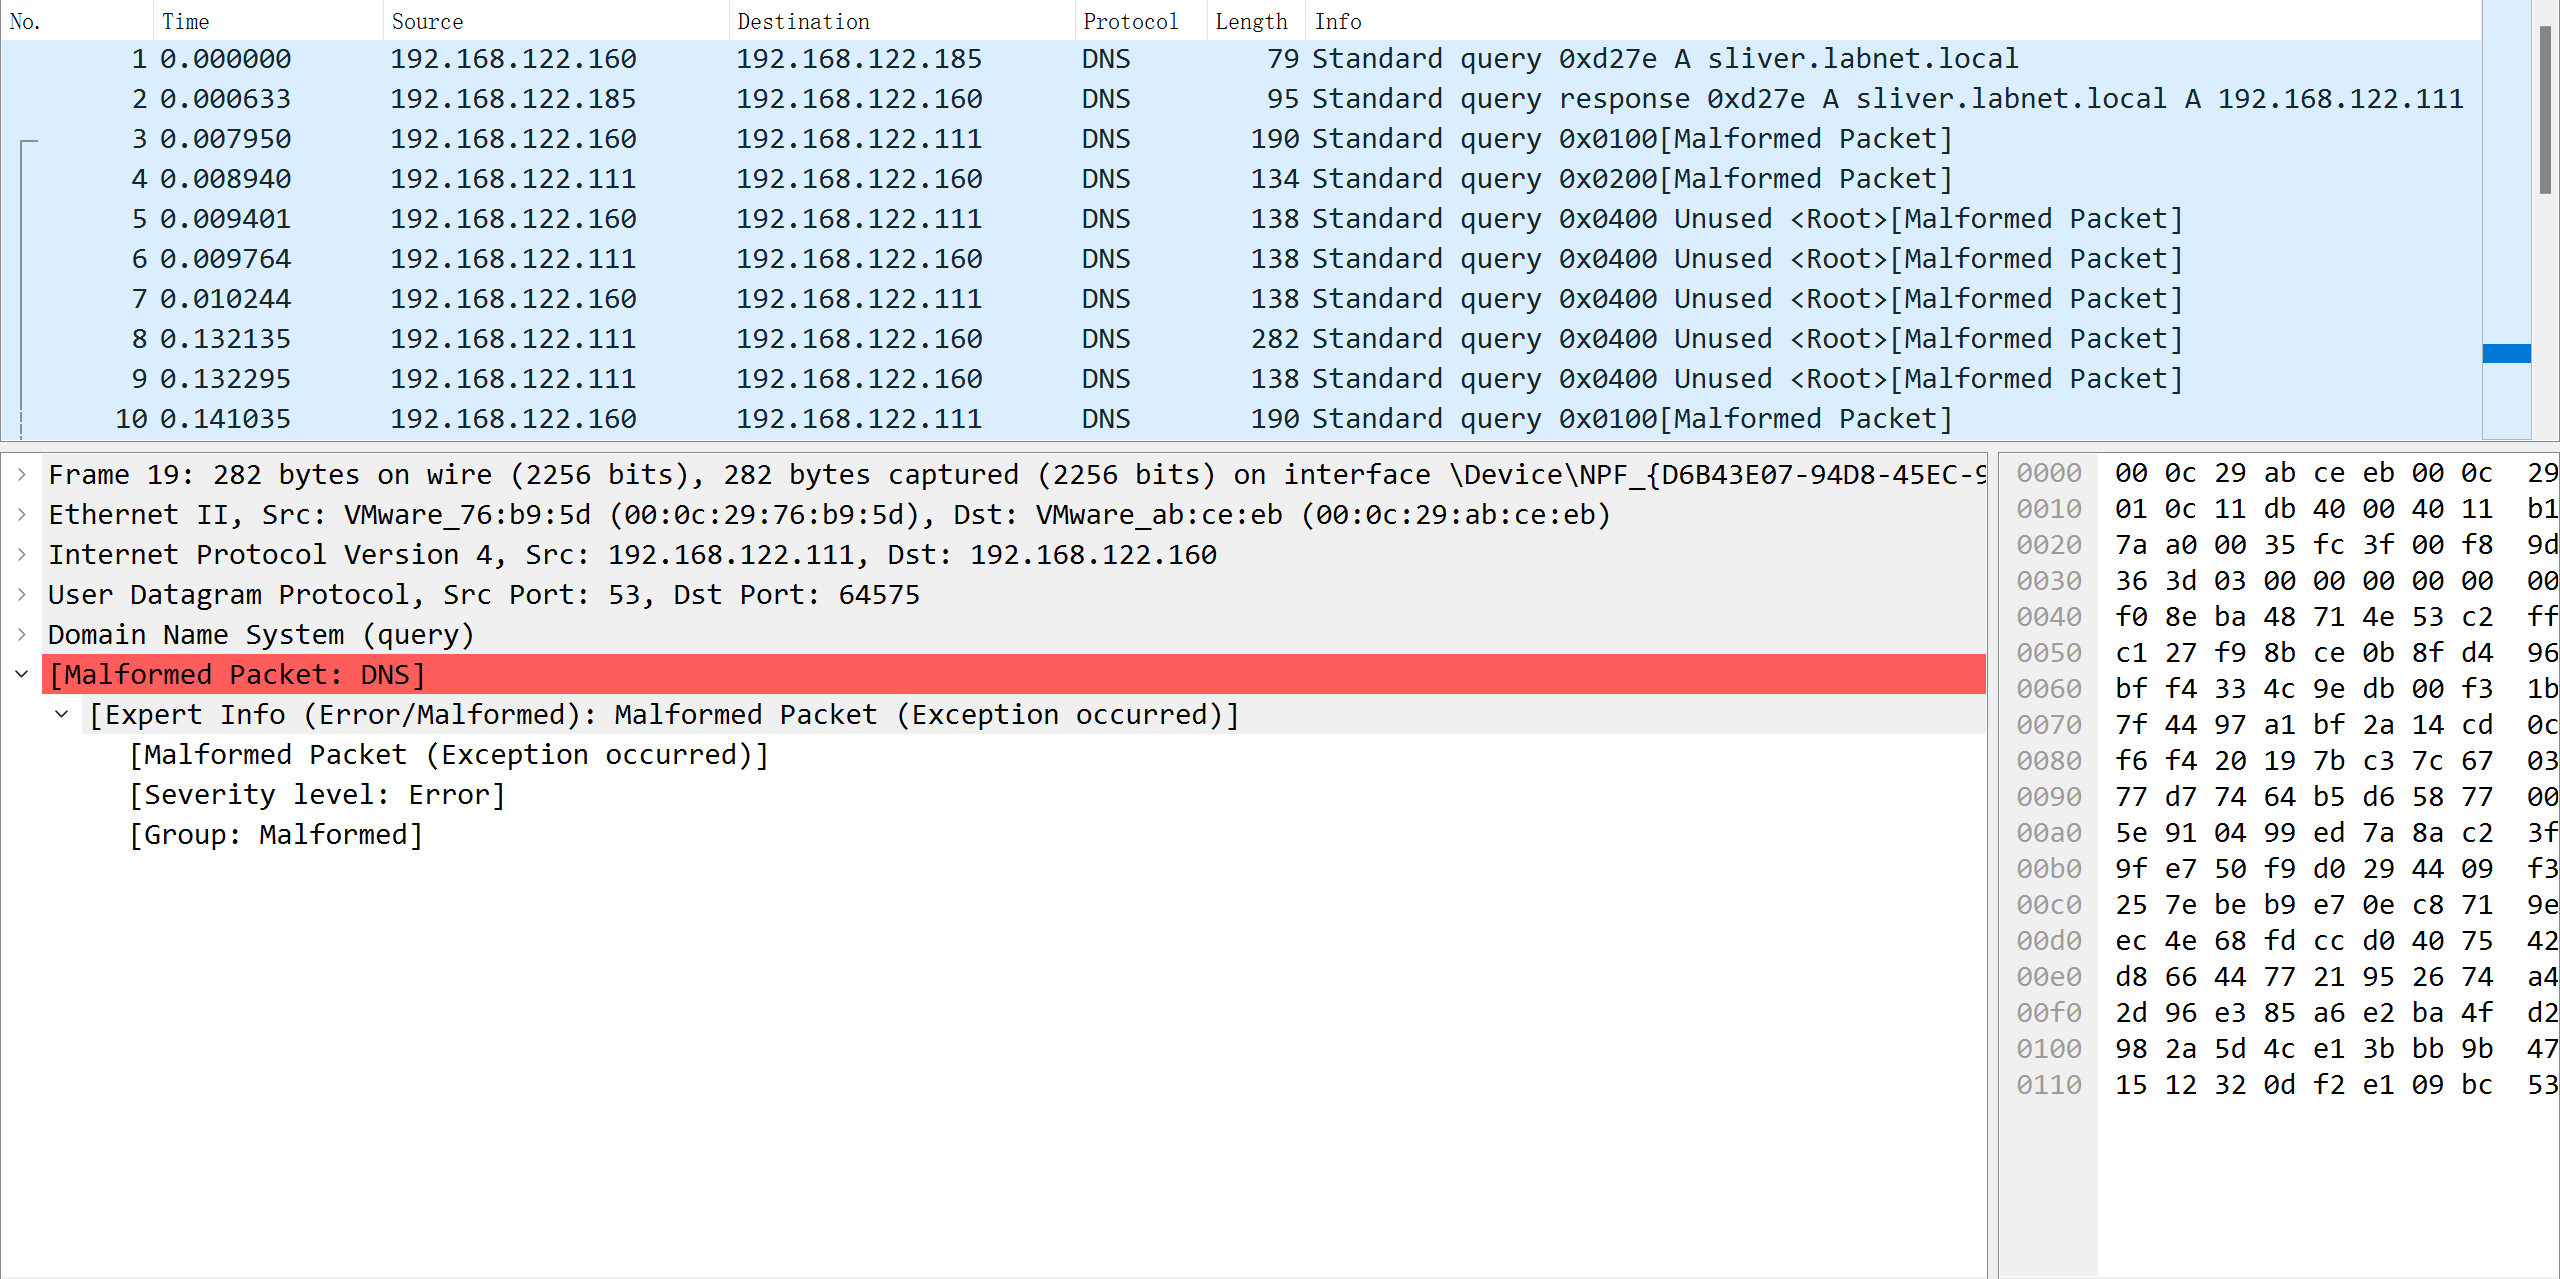 No. Time Source Destination Protocol Length Info
1 0.000000 192.168.122.160 192.168.122.185 DNS 79 Standard query 0xd27e A sliver.labnet.local
2 0.000633 192.168.122.185 192.168.122.160 DNS 95 Standard query response 0xd27e A sliver.labnet.local A 192.168.122.111
3 0.007950 192.168.122.160 192.168.122.111 DNS 190 Standard query 0x0100[Malformed Packet]
4 0.008940 192.168.122.111 192.168.122.160 DNS 134 Standard query 0x0200[Malformed Packet]
5 0.009401 192.168.122.160 192.168.122.111 DNS 138 Standard query 0x0400 Unused <Root>[Malformed Packet]
6 0.009764 192.168.122.111 192.168.122.160 DNS 138 Standard query 0x0400 Unused <Root>[Malformed Packet]
7 0.010244 192.168.122.160 192.168.122.111 DNS 138 Standard query 0x0400 Unused <Root>[Malformed Packet]
8 0.132135 192.168.122.111 192.168.122.160 DNS 282 Standard query 0x0400 Unused <Root>[Malformed Packet]
9 0.132295 192.168.122.111 192.168.122.160 DNS 138 Standard query 0x0400 Unused <Root>[Malformed Packet]
10 0.141035 192.168.122.160 192.168.122.111 DNS 190 Standard query 0x0100[Malformed Packet]
Frame 19: 282 bytes on wire (2256 bits), 282 bytes captured (2256 bits) on interface \Device\NPF_{D6B43E07-94D8-45EC-9
Ethernet II, Src: VMware_76:b9:5d (00:0c:29:76:b9:5d), Dst: VMware_ab:ce:eb (00:0c:29:ab:ce:eb)
Internet Protocol Version 4, Src: 192.168.122.111, Dst: 192.168.122.160
User Datagram Protocol, Src Port: 53, Dst Port: 64575
Domain Name System (query)
[Malformed Packet: DNS]
[Expert Info (Error/Malformed): Malformed Packet (Exception occurred)]
[Malformed Packet (Exception occurred)]
[Severity level: Error]
[Group: Malformed]
0000 00 0c 29 ab ce eb 00 0c 29
0010 01 0c 11 db 40 00 40 11 b1
0020 7a a0 00 35 fc 3f 00 f8 9d
0030 36 3d 03 00 00 00 00 00 00
0040 f0 8e ba 48 71 4e 53 c2 ff
0050 c1 27 f9 8b ce 0b 8f d4 96
0060 bf f4 33 4c 9e db 00 f3 1b
0070 7f 44 97 a1 bf 2a 14 cd 0c
0080 f6 f4 20 19 7b c3 7c 67 03
0090 77 d7 74 64 b5 d6 58 77 00
00a0 5e 91 04 99 ed 7a 8a c2 3f
00b0 9f e7 50 f9 d0 29 44 09 f3
00c0 25 7e be b9 e7 0e c8 71 9e
00d0 ec 4e 68 fd cc d0 40 75 42
00e0 d8 66 44 77 21 95 26 74 a4
00f0 2d 96 e3 85 a6 e2 ba 4f d2
0100 98 2a 5d 4c e1 3b bb 9b 47
0110 15 12 32 0d f2 e1 09 bc 53